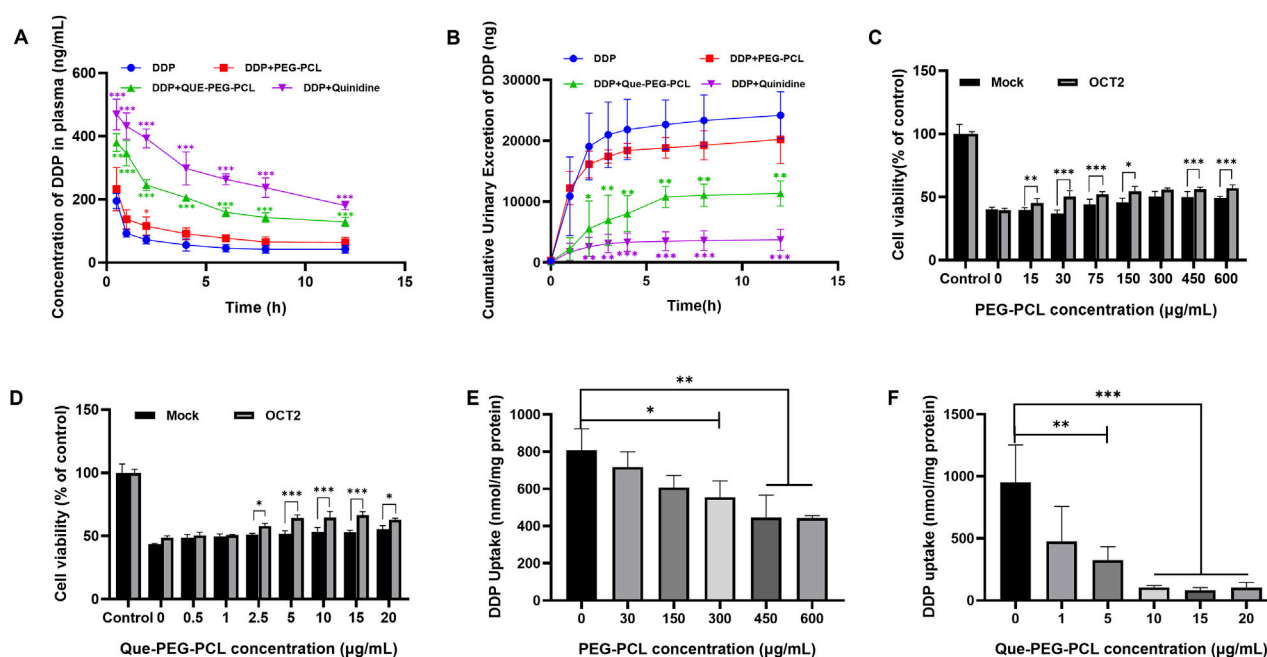 A
Concentration of DDP in plasma (ng/mL)
DDP
DDP+PEG-PCL
DDP+QUE-PEG-PCL
DDP+Quinidine
600
400
200
0
***
***
***
***
***
***
***
**
**
***
***
***
***
***
*
0 5 10 15
Time (h)
B
Cumulative Urinary Excretion of DDP (ng)
DDP
DDP+PEG-PCL
DDP+QUE-PEG-PCL
DDP+Quinidine
30000
20000
10000
0
*
**
**
**
**
**
**
**
***
***
***
***
0 5 10 15
Time(h)
C
Cell viability(% of control)
Mock OCT2
150
100
50
0
** *** *** * *** ***
Control 0 15 30 75 150 300 450 600
PEG-PCL concentration (µg/mL)
D
Cell viability (% of control)
Mock OCT2
150
100
50
0
* *** *** *** *
Control 0 0.5 1 2.5 5 10 15 20
Que-PEG-PCL concentration (µg/mL)
E
DDP Uptake (nmol/mg protein)
1000
800
600
400
200
0
**
*
0 30 150 300 450 600
PEG-PCL concentration (µg/mL)
F
DDP uptake (nmol/mg protein)
1500
1000
500
0
***
**
0 1 5 10 15 20
Que-PEG-PCL concentration (µg/mL)